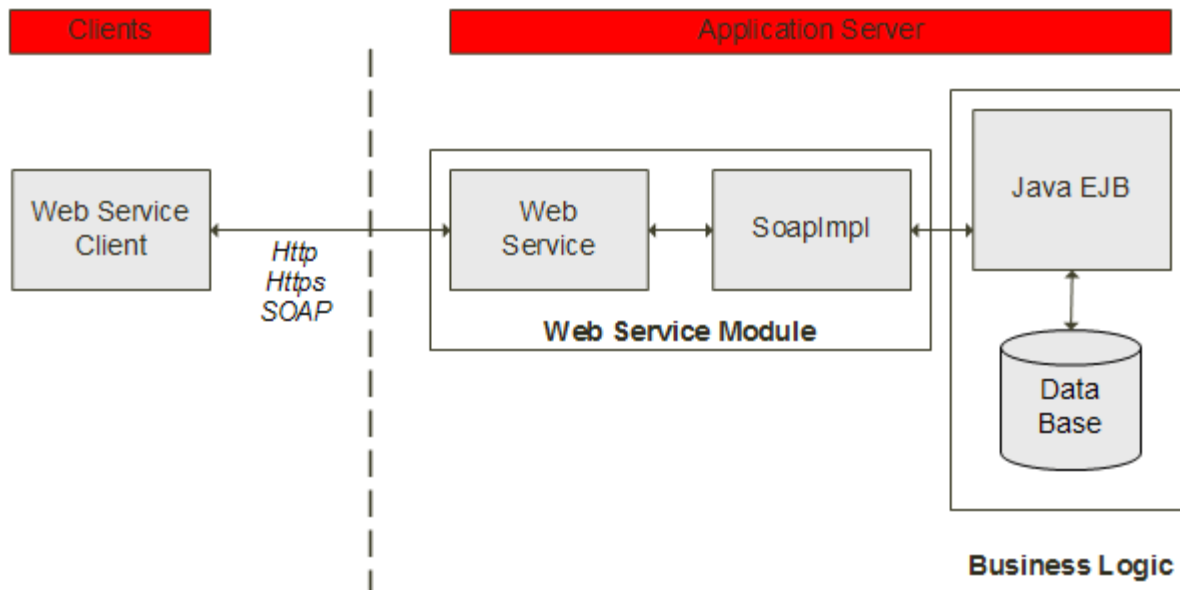 Clients
Application Server
Web Service
Client
Http
Https
SOAP
Web
Service
SoapImpl
Web Service Module
Java EJB
Data
Base
Business Logic